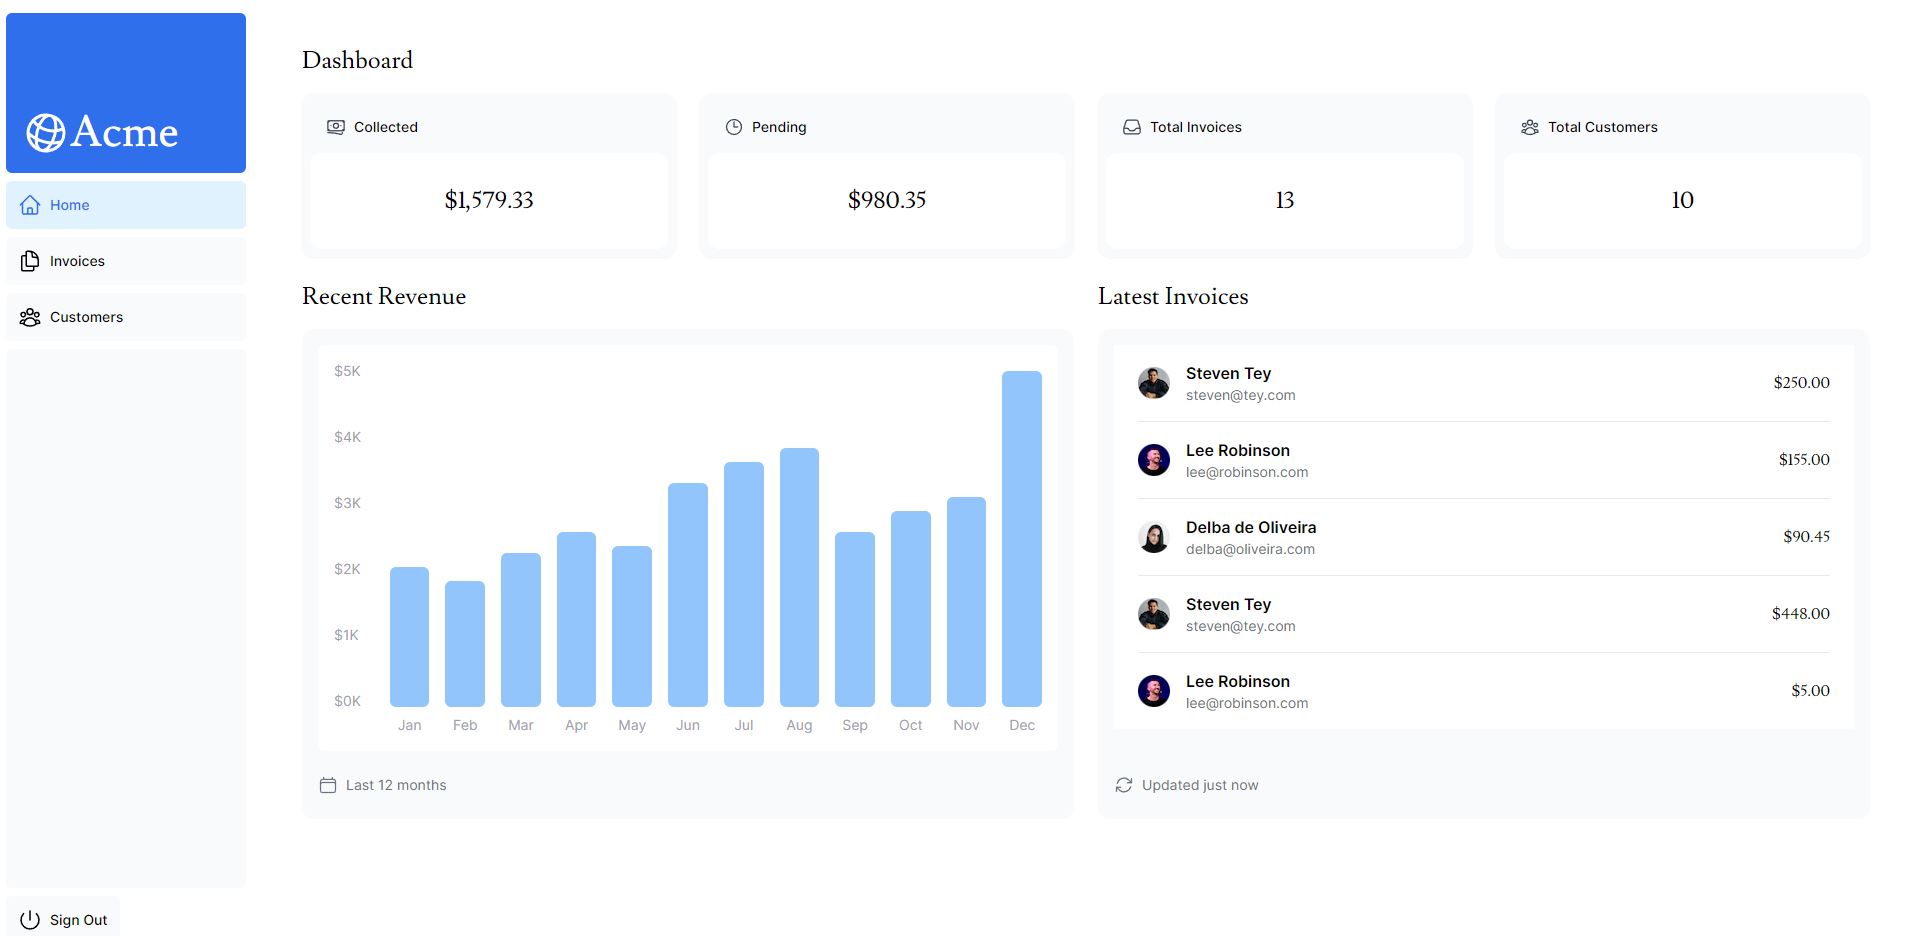 Acme
Home
Invoices
Customers
Sign Out
Dashboard
Collected
$1,579.33
Pending
$980.35
Total Invoices
13
Total Customers
10
Recent Revenue
$5K
$4K
$3K
$2K
$1K
$0K
Jan Feb Mar Apr May Jun Jul Aug Sep Oct Nov Dec
Last 12 months
Latest Invoices
Steven Tey
steven@tey.com
$250.00
Lee Robinson
lee@robinson.com
$155.00
Delba de Oliveira
delba@oliveira.com
$90.45
Steven Tey
steven@tey.com
$448.00
Lee Robinson
lee@robinson.com
$5.00
Updated just now